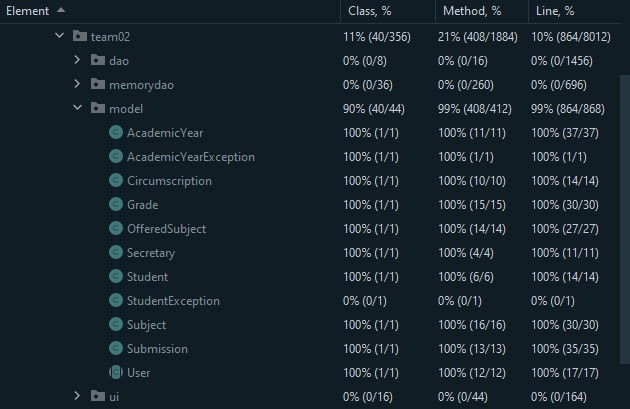 Element Class, % Method, % Line, %
team02 11% (40/356) 21% (408/1884) 10% (864/8012)
dao 0% (0/8) 0% (0/16) 0% (0/1456)
memorydao 0% (0/36) 0% (0/260) 0% (0/696)
model 90% (40/44) 99% (408/412) 99% (864/868)
C AcademicYear 100% (1/1) 100% (11/11) 100% (37/37)
C AcademicYearException 100% (1/1) 100% (1/1) 100% (1/1)
C Circumscription 100% (1/1) 100% (10/10) 100% (14/14)
C Grade 100% (1/1) 100% (15/15) 100% (30/30)
C OfferedSubject 100% (1/1) 100% (14/14) 100% (27/27)
C Secretary 100% (1/1) 100% (4/4) 100% (11/11)
C Student 100% (1/1) 100% (6/6) 100% (14/14)
C StudentException 0% (0/1) 0% (0/1) 0% (0/1)
C Subject 100% (1/1) 100% (16/16) 100% (30/30)
C Submission 100% (1/1) 100% (13/13) 100% (35/35)
C User 100% (1/1) 100% (12/12) 100% (17/17)
ui 0% (0/16) 0% (0/44) 0% (0/164)